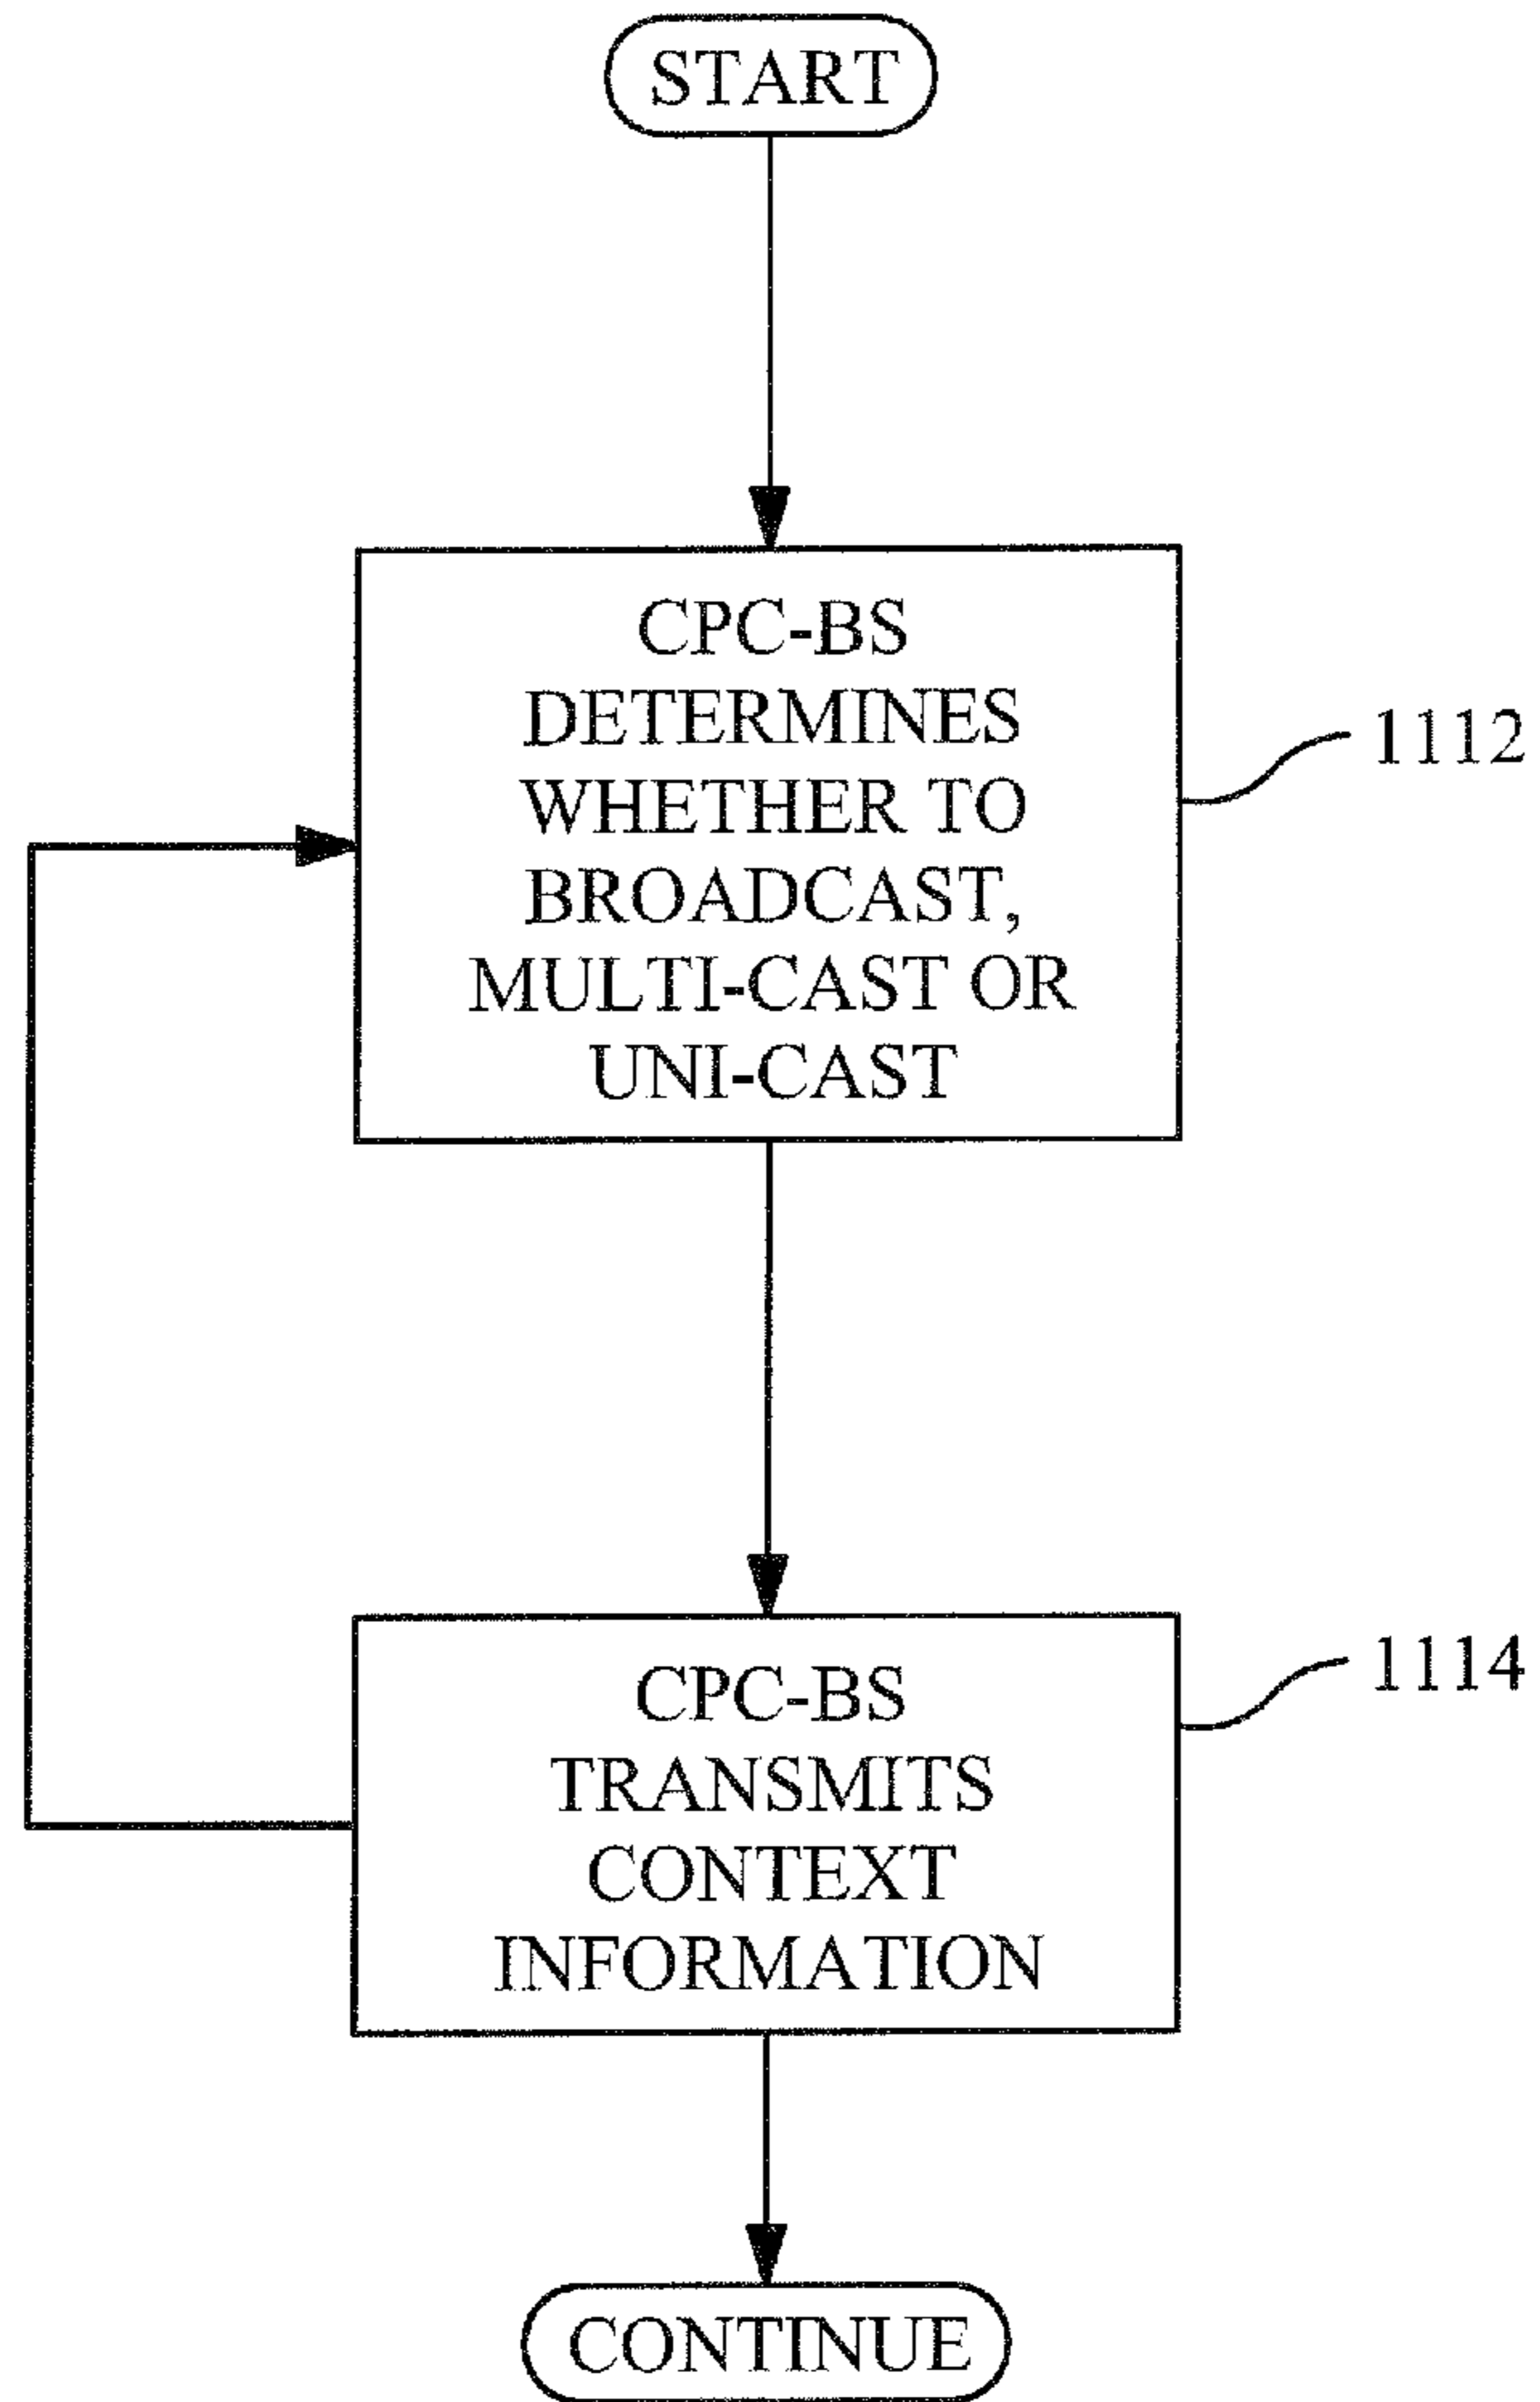 START
CPC-BS
DETERMINES
WHETHER TO
BROADCAST,
MULTI-CAST OR
UNI-CAST
1112
CPC-BS
TRANSMITS
CONTEXT
INFORMATION
1114
CONTINUE